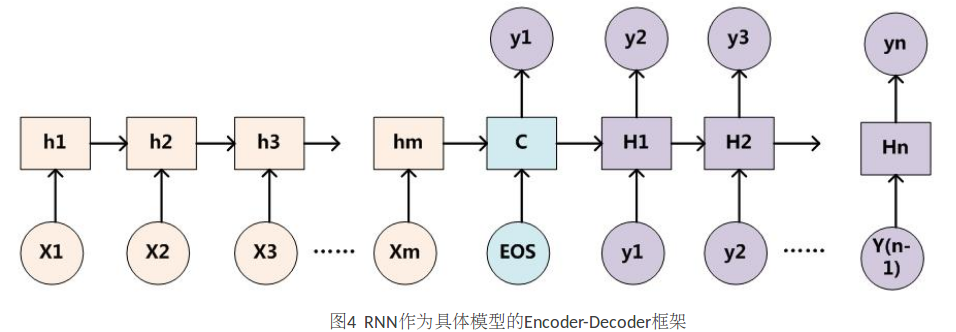 y1 y2 y3 yn
h1 h2 h3 hm C H1 H2 Hn
X1 X2 X3 ...... Xm EOS y1 y2 ...... Y(n-
1)
图4 RNN作为具体模型的Encoder-Decoder框架